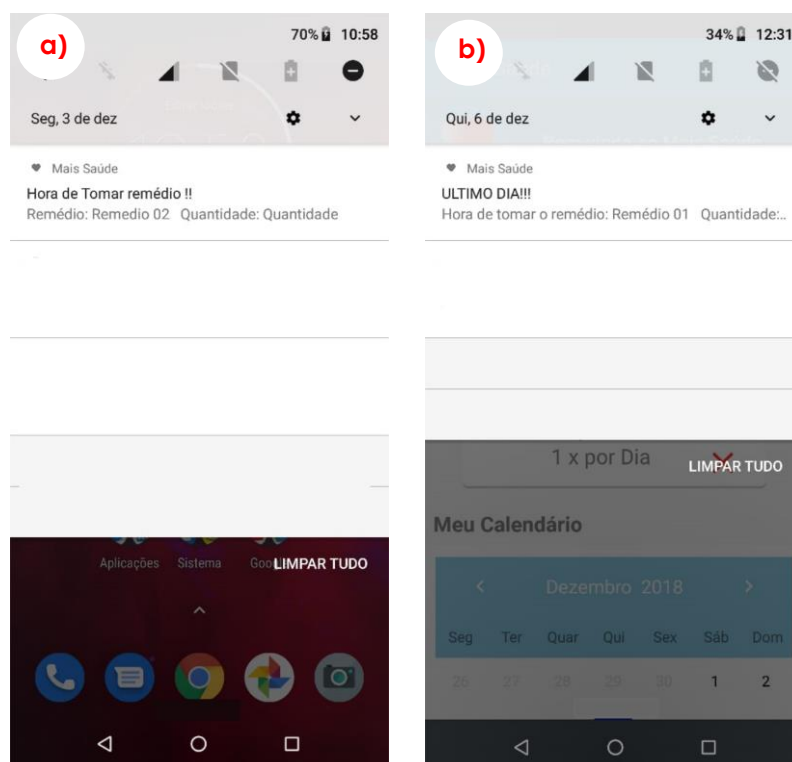 a)
70% 10:58
Seg, 3 de dez
Mais Saúde
Hora de Tomar remédio !!
Remédio: Remedio 02 Quantidade: Quantidade
Aplicações Sistema Goo
LIMPAR TUDO
b)
34% 12:31
Qui, 6 de dez
Mais Saúde
ULTIMO DIA!!!
Hora de tomar o remédio: Remédio 01 Quantidade:..
1 x por Dia
LIMPAR TUDO
Meu Calendário
Dezembro 2018
Seg Ter Quar Qui Sex Sáb Dom
26 27 28 29 30 1 2